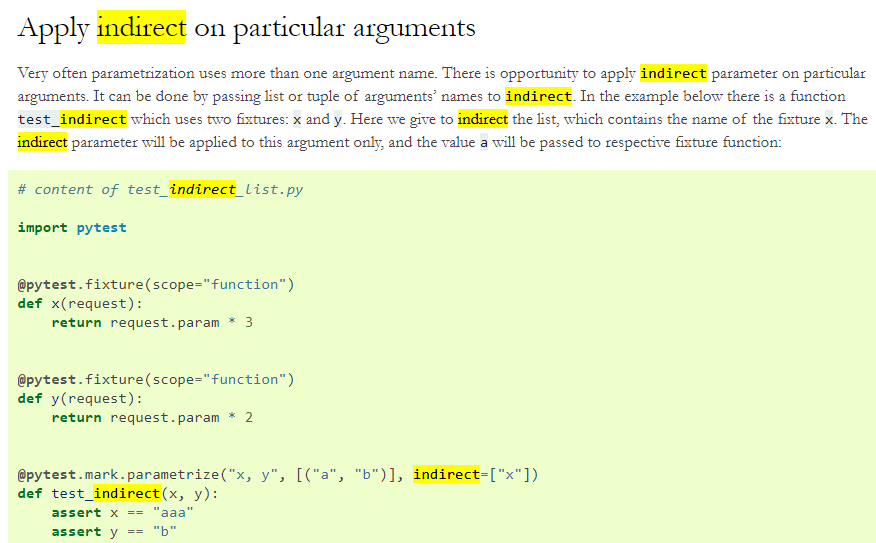 Apply indirect on particular arguments
Very often parametrization uses more than one argument name. There is opportunity to apply indirect parameter on particular
arguments. It can be done by passing list or tuple of arguments’ names to indirect. In the example below there is a function
test_indirect which uses two fixtures: x and y. Here we give to indirect the list, which contains the name of the fixture x. The
indirect parameter will be applied to this argument only, and the value a will be passed to respective fixture function:
# content of test_indirect_list.py
import pytest
@pytest.fixture(scope="function")
def x(request):
    return request.param * 3
@pytest.fixture(scope="function")
def y(request):
    return request.param * 2
@pytest.mark.parametrize("x, y", [("a", "b")], indirect=["x"])
def test_indirect(x, y):
    assert x == "aaa"
    assert y == "b"